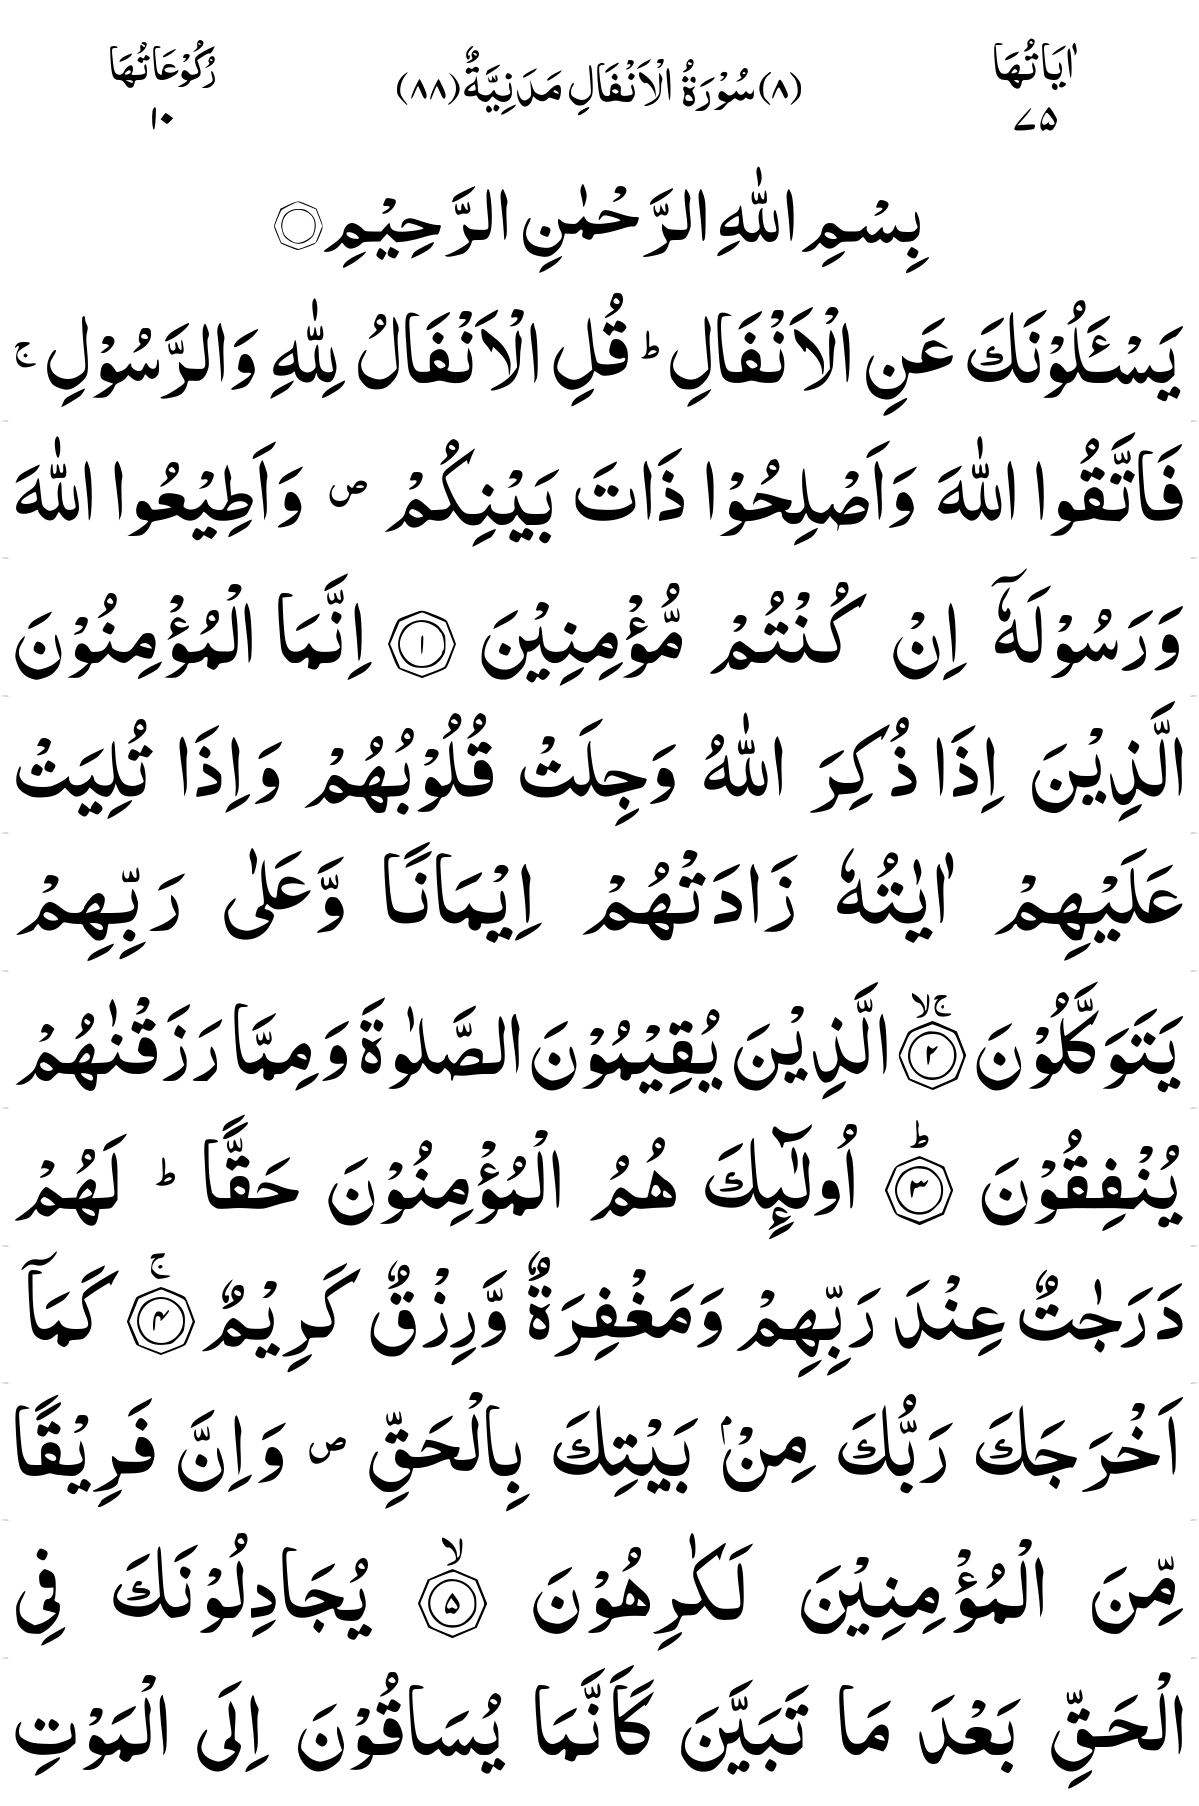 اٰیَاتُهَا
۷۵
(۸) سُوْرَةُ الْاَنْفَالِ مَدَنِیَّةٌ (۸۸)
رُكُوْعَاتُهَا
۱۰
بِسْمِ اللّٰهِ الرَّحْمٰنِ الرَّحِیْمِ
یَسْـَٔلُوْنَكَ عَنِ الْاَنْفَالِ ؕ قُلِ الْاَنْفَالُ لِلّٰهِ وَالرَّسُوْلِ ۚ
فَاتَّقُوا اللّٰهَ وَاَصْلِحُوْا ذَاتَ بَیْنِكُمْ ۪ وَاَطِیْعُوا اللّٰهَ
وَرَسُوْلَهٗۤ اِنْ كُنْتُمْ مُّؤْمِنِیْنَ ۝۱ اِنَّمَا الْمُؤْمِنُوْنَ
الَّذِیْنَ اِذَا ذُكِرَ اللّٰهُ وَجِلَتْ قُلُوْبُهُمْ وَاِذَا تُلِیَتْ
عَلَیْهِمْ اٰیٰتُهٗ زَادَتْهُمْ اِیْمَانًا وَّعَلٰی رَبِّهِمْ
یَتَوَكَّلُوْنَ ۝۲ۚۙ الَّذِیْنَ یُقِیْمُوْنَ الصَّلٰوةَ وَمِمَّا رَزَقْنٰهُمْ
یُنْفِقُوْنَ ۝۳ؕ اُولٰٓىِٕكَ هُمُ الْمُؤْمِنُوْنَ حَقًّا ؕ لَهُمْ
دَرَجٰتٌ عِنْدَ رَبِّهِمْ وَمَغْفِرَةٌ وَّرِزْقٌ كَرِیْمٌ ۝۴ۚ كَمَاۤ
اَخْرَجَكَ رَبُّكَ مِنْۢ بَیْتِكَ بِالْحَقِّ ۪ وَاِنَّ فَرِیْقًا
مِّنَ الْمُؤْمِنِیْنَ لَكٰرِهُوْنَ ۝۵ۙ یُجَادِلُوْنَكَ فِی
الْحَقِّ بَعْدَ مَا تَبَیَّنَ كَاَنَّمَا یُسَاقُوْنَ اِلَی الْمَوْتِ